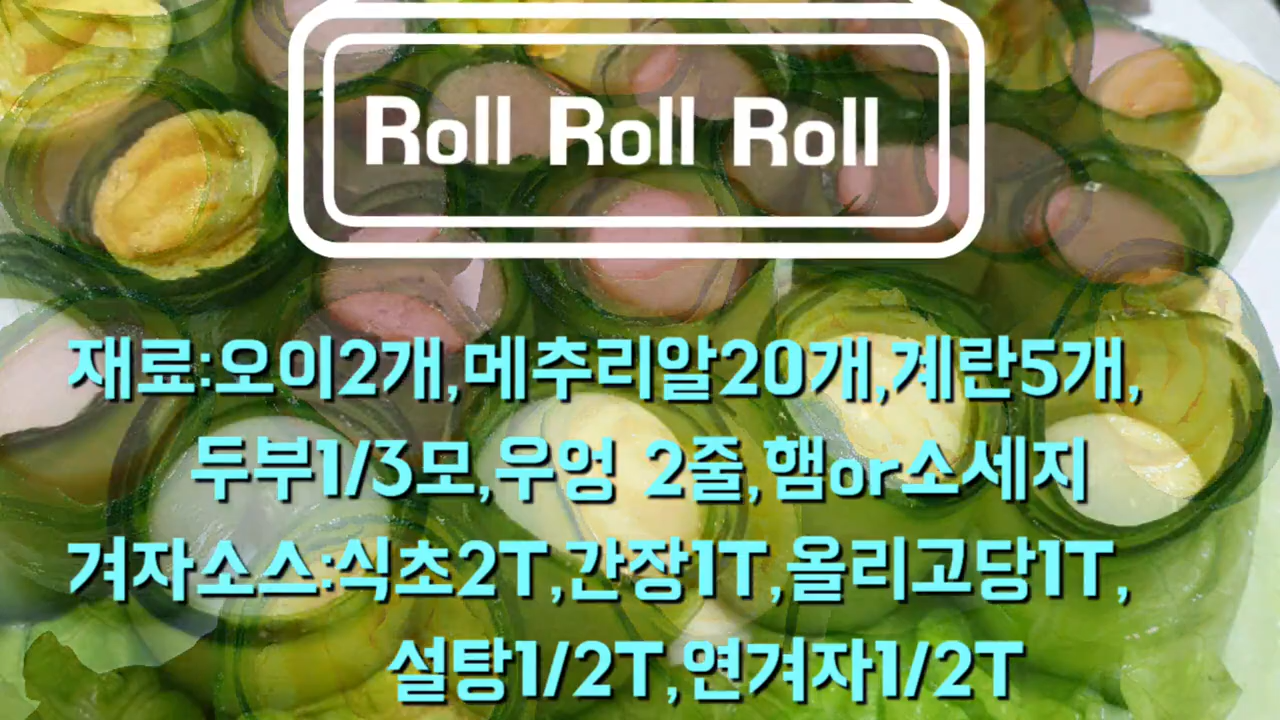 Roll Roll Roll
재료:오이2개,메추리알20개,계란5개,
두부1/3모,우엉 2줄,햄or소세지
겨자소스:식초2T,간장1T,올리고당1T,
설탕1/2T,연겨자1/2T